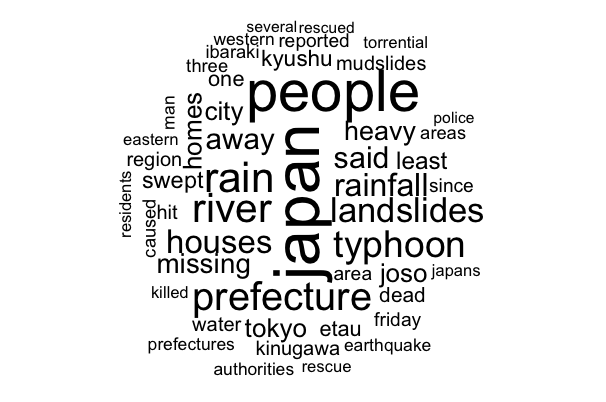 several rescued
western reported torrential
ibaraki kyushu mudslides
three
one people
man homes city police
eastern away heavy areas
region japan said least
swept rain rainfall since
residents caused hit river landslides
houses typhoon
missing area joso japans
killed prefecture dead
water tokyo etau friday
prefectures kinugawa earthquake
authorities rescue